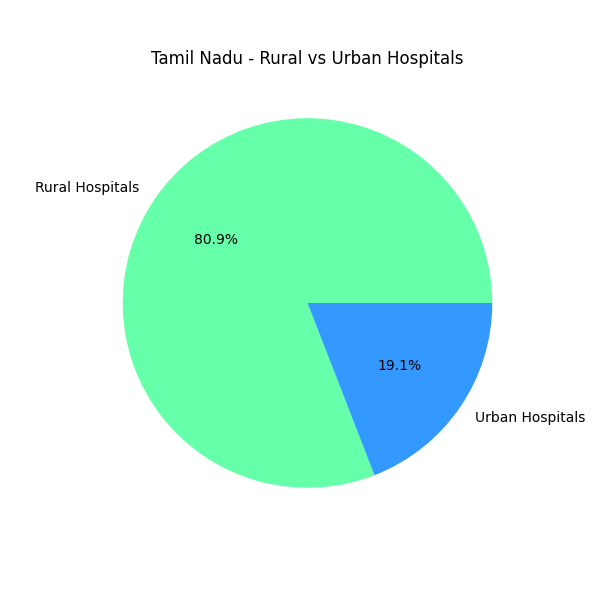 Tamil Nadu - Rural vs Urban Hospitals
Rural Hospitals
80.9%
19.1%
Urban Hospitals